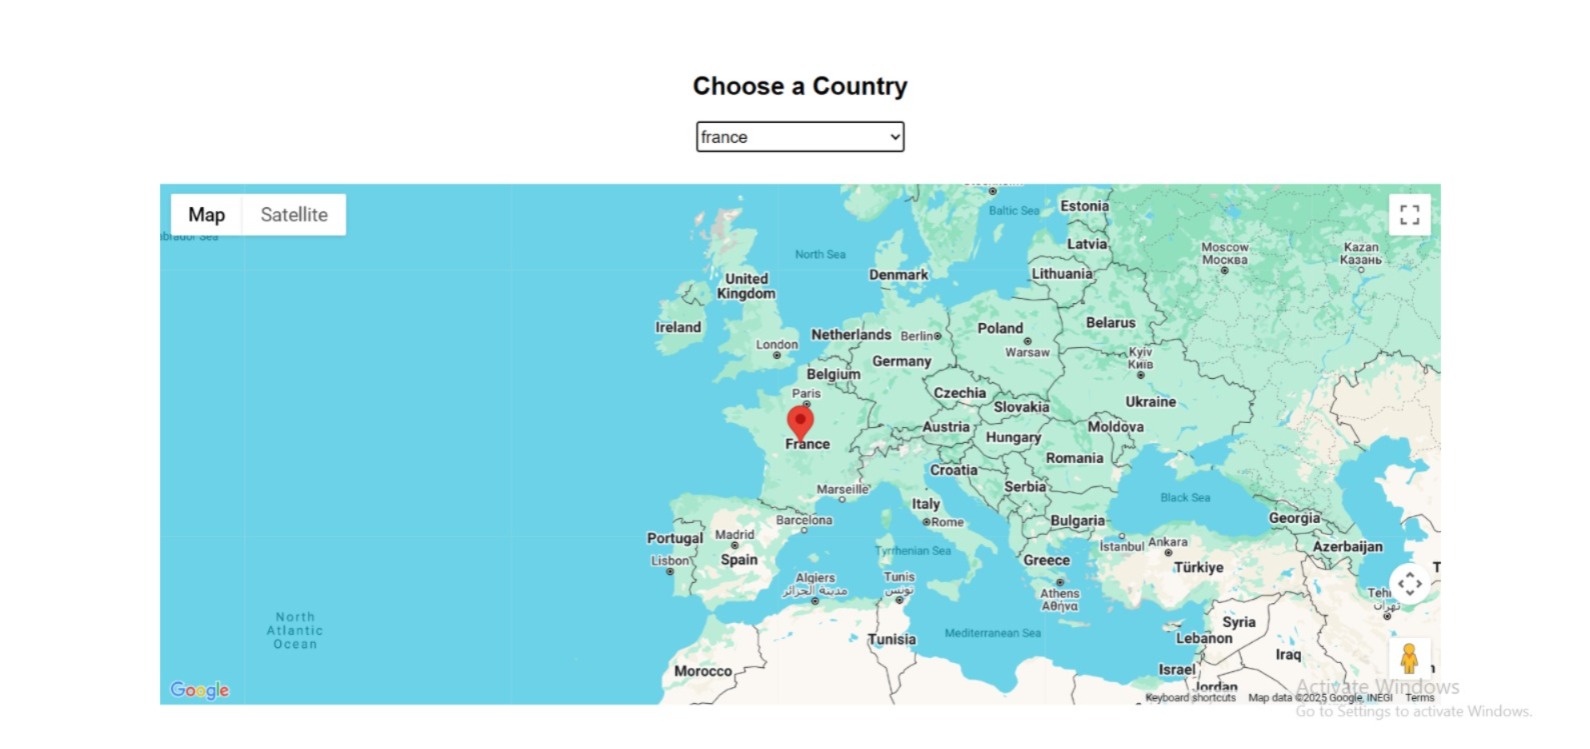 Choose a Country
france
Map
Satellite
Baltic Sea
Estonia
North Sea
Latvia
Moscow
Москва
Kazan
Казань
United
Kingdom
Denmark
Lithuania
Ireland
London
Netherlands
Berlin
Poland
Warsaw
Belarus
Belgium
Germany
Kyiv
Київ
Paris
Czechia
Slovakia
Ukraine
France
Austria
Hungary
Moldova
Romania
Croatia
Marseille
Serbia
Italy
Rome
Black Sea
Barcelona
Bulgaria
Georgia
Portugal
Madrid
Spain
Lisbon
Tyrrhenian Sea
Greece
Istanbul
Ankara
Türkiye
Azerbaijan
T
Algiers
مدينة الجزائر
Tunis
تونس
Athens
Αθήνα
Teh
تهران
North
Atlantic
Ocean
Tunisia
Mediterranean Sea
Syria
Lebanon
Iraq
Morocco
Israel
Jordan
Google
Keyboard shortcuts
Map data ©2025 Google, INEGI
Terms
Activate Windows
Go to Settings to activate Windows.